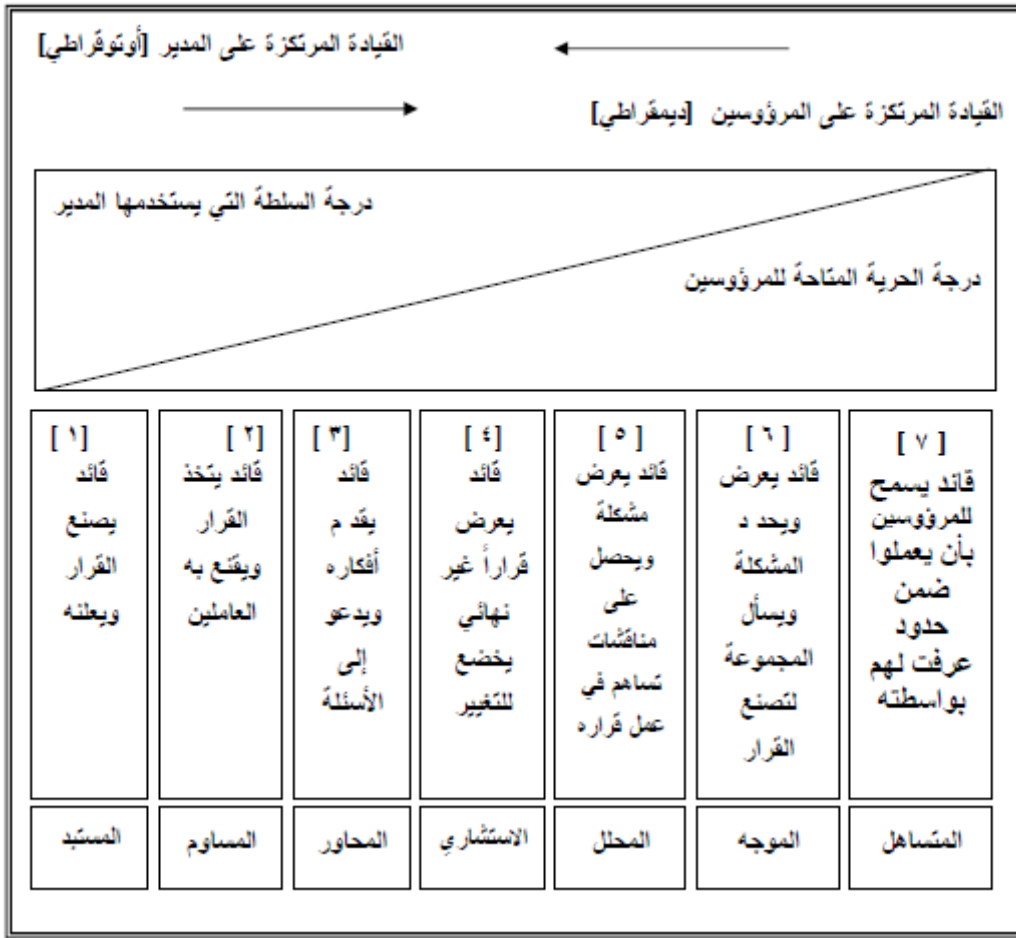 القيادة المرتكزة على المدير [أوتوقراطي]
القيادة المرتكزة على المرؤوسين [ديمقراطي]
درجة السلطة التي يستخدمها المدير
درجة الحرية المتاحة للمرؤوسين
[ ٧ ]
قائد يسمح
للمرؤوسين
بأن يعملوا
ضمن
حدود
عرفت لهم
بواسطته
[ ٦ ]
قائد يعرض
ويحد د
المشكلة
ويسأل
المجموعة
لتصنع
القرار
[ ٥ ]
قائد يعرض
مشكلة
ويحصل
على
مناقشات
تساهم في
عمل قراره
[ ٤]
قائد
يعرض
قراراً غير
نهائي
يخضع
للتغيير
[ ٣]
قائد
يقد م
أفكاره
ويدعو
إلى
الأسئلة
[ ٢]
قائد يتخذ
القرار
ويقنع به
العاملين
[ ١]
قائد
يصنع
القرار
ويعلنه
المتساهل
الموجه
المحلل
الاستشاري
المحاور
المساوم
المستبد